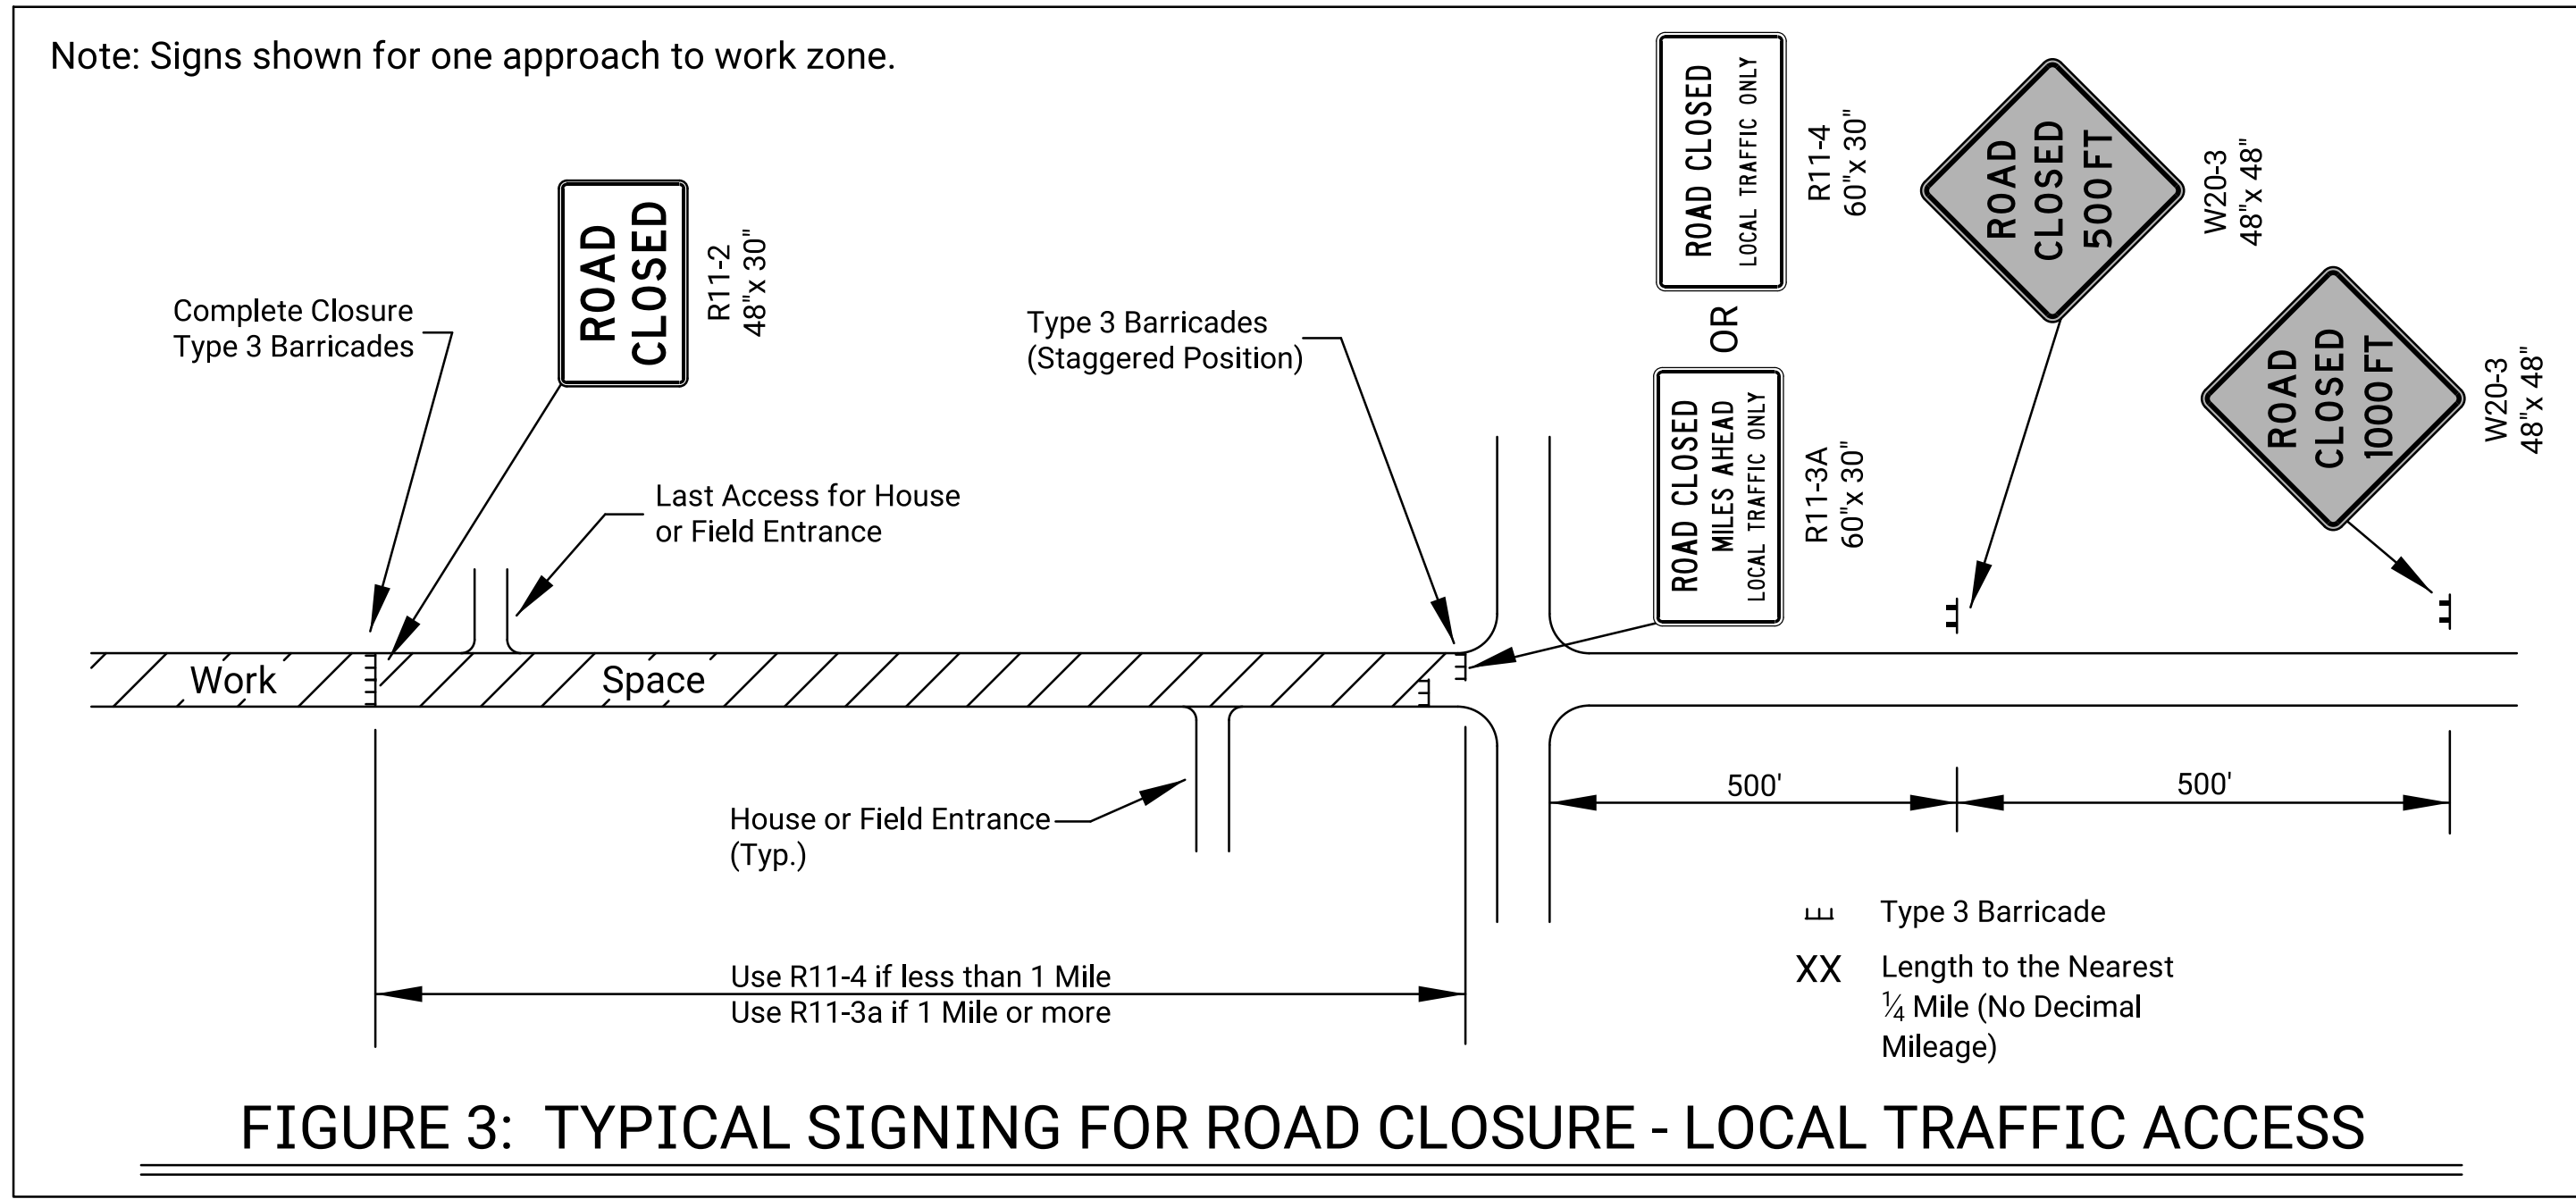 Note: Signs shown for one approach to work zone.
ROAD
CLOSED
R11-2
48"x 30"
Complete Closure
Type 3 Barricades
Last Access for House
or Field Entrance
Type 3 Barricades
(Staggered Position)
ROAD CLOSED
LOCAL TRAFFIC ONLY
R11-4
60"x 30"
OR
ROAD CLOSED
MILES AHEAD
LOCAL TRAFFIC ONLY
R11-3A
60"x 30"
ROAD
CLOSED
500FT
W20-3
48"x 48"
ROAD
CLOSED
1000FT
W20-3
48"x 48"
Work
Space
House or Field Entrance
(Typ.)
500'
500'
Use R11-4 if less than 1 Mile
Use R11-3a if 1 Mile or more
Type 3 Barricade
XX Length to the Nearest
¼ Mile (No Decimal
Mileage)
FIGURE 3: TYPICAL SIGNING FOR ROAD CLOSURE - LOCAL TRAFFIC ACCESS